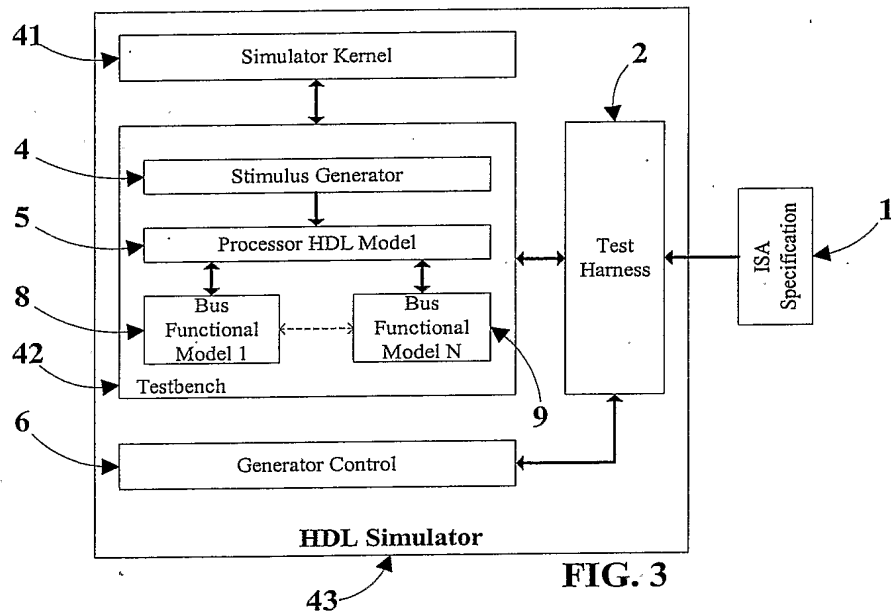 41
Simulator Kernel
2
4
Stimulus Generator
5
Processor HDL Model
Test
Harness
ISA
Specification
1
8
Bus
Functional
Model 1
Bus
Functional
Model N
42
Testbench
9
6
Generator Control
HDL Simulator
43
FIG. 3